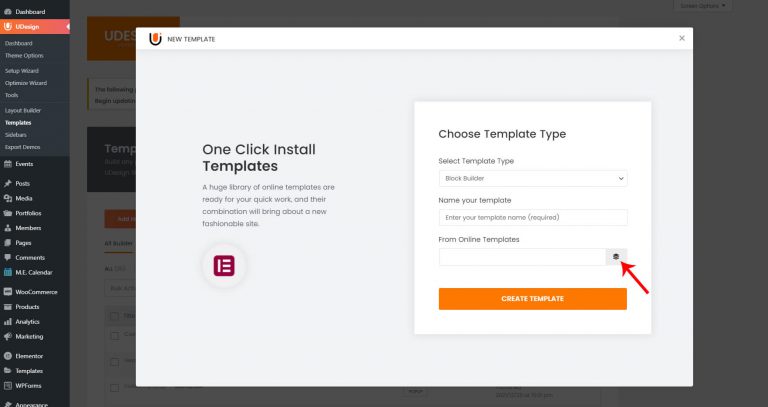 Dashboard
UDesign
Dashboard
Theme Options
Setup Wizard
Optimize Wizard
Tools
Layout Builder
Templates
Sidebars
Export Demos
Events
Posts
Media
Portfolios
Members
Pages
Comments
M.E. Calendar
WooCommerce
Products
Analytics
Marketing
Elementor
Templates
WPForms
Appearance
Screen Options
UDES
The following p
Begin updatin
Temp
Build any p
UDesign B
Add Ne
All Builder
ALL
Bulk Acti
Title
NEW TEMPLATE
One Click Install
Templates
A huge library of online templates are
ready for your quick work, and their
combination will bring about a new
fashionable site.
Choose Template Type
Select Template Type
Block Builder
Name your template
Enter your template name (required)
From Online Templates
CREATE TEMPLATE
POPUP